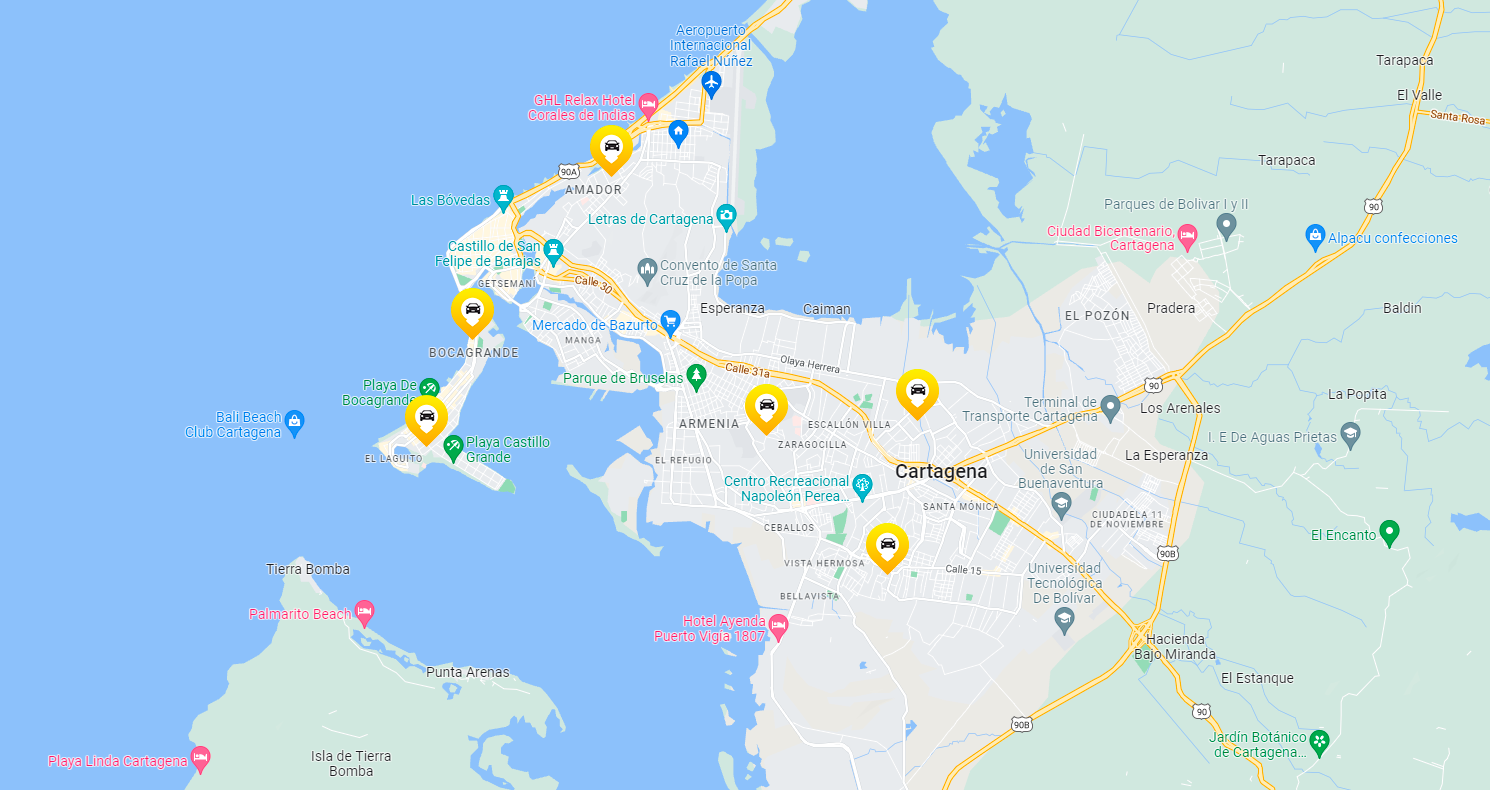 Aeropuerto
Internacional
Rafael Núñez
Tarapaca
El Valle
GHL Relax Hotel
Corales de Indias
Santa Rosa
Tarapaca
90A
AMADOR
Las Bóvedas
Parques de Bolivar I y II
90
Letras de Cartagena
Ciudad Bicentenario,
Cartagena
Alpacu confecciones
Castillo de San
Felipe de Barajas
Convento de Santa
Cruz de la Popa
GETSEMANÍ
Calle 30
Esperanza
Caiman
EL POZÓN
Pradera
Baldin
Mercado de Bazurto
MANGA
BOCAGRANDE
Olaya Herrera
Calle 31a
Parque de Bruselas
Playa De
Bocagrande
90
La Popita
Terminal de
Transporte Cartagena
Los Arenales
Bali Beach
Club Cartagena
ARMENIA
ESCALLÓN VILLA
ZARAGOCILLA
I. E De Aguas Prietas
Playa Castillo
Grande
EL LAGUITO
EL REFUGIO
Cartagena
Universidad
de San
Buenaventura
La Esperanza
Centro Recreacional
Napoleón Perea...
SANTA MÓNICA
CIUDADELA 11
DE NOVIEMBRE
CEBALLOS
El Encanto
90B
VISTA HERMOSA
Calle 15
Tierra Bomba
Universidad
Tecnológica
De Bolívar
BELLAVISTA
Palmarito Beach
Hotel Ayenda
Puerto Vigía 1807
Hacienda
Bajo Miranda
Punta Arenas
El Estanque
90
90B
Jardín Botánico
de Cartagena...
Playa Linda Cartagena
Isla de Tierra
Bomba